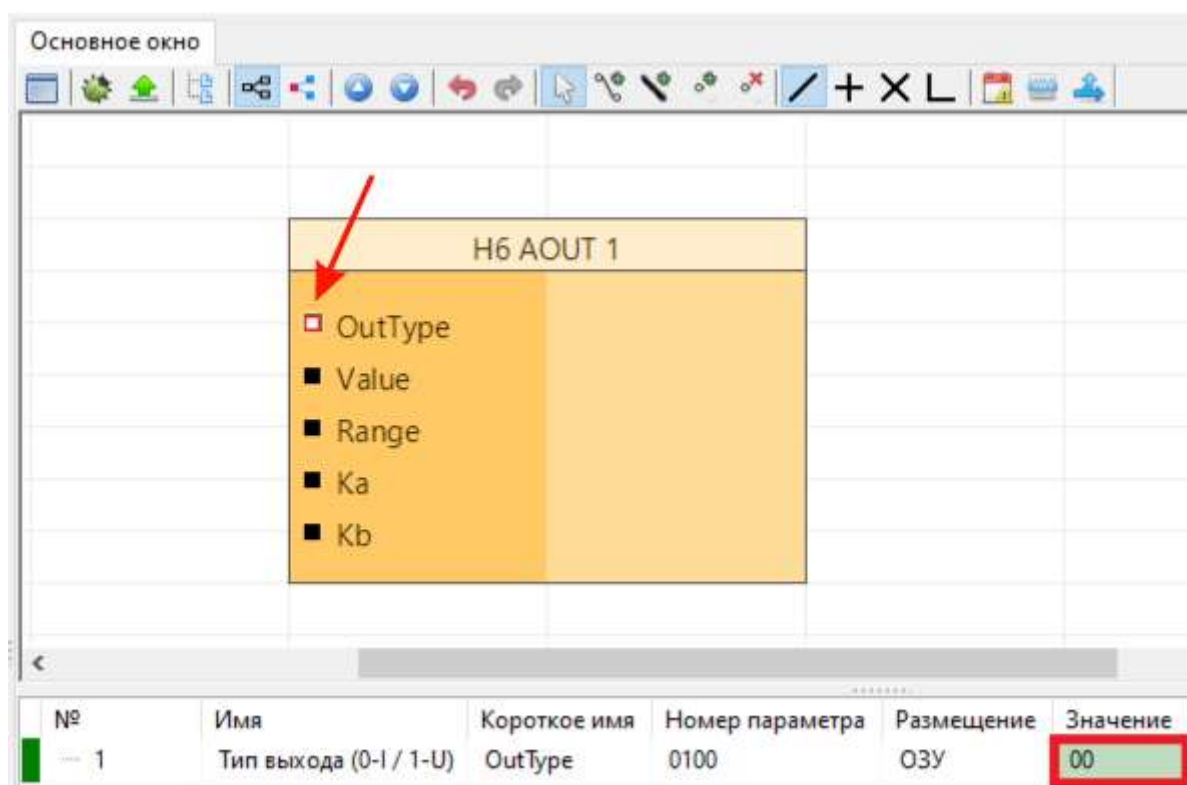 Основное окно
H6 AOUT 1
OutType
Value
Range
Ka
Kb
№ Имя Короткое имя Номер параметра Размещение Значение
1 Тип выхода (0-I / 1-U) OutType 0100 ОЗУ 00